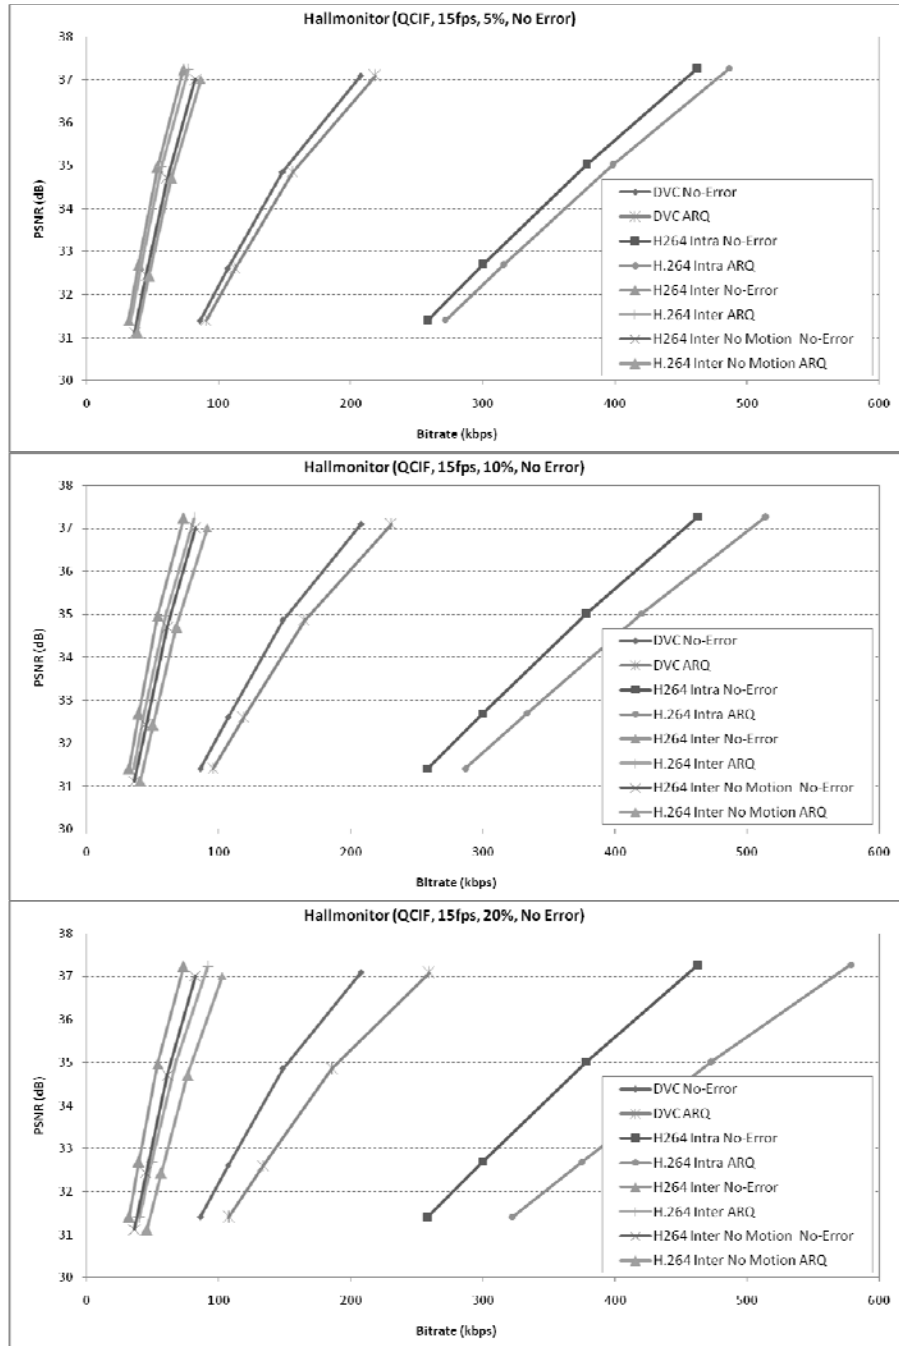 Hallmonitor (QCIF, 15fps, 5%, No Error)
38
37
36
35
34
33
32
31
30
PSNR (dB)
0 100 200 300 400 500 600
Bitrate (kbps)
DVC No-Error
DVC ARQ
H264 Intra No-Error
H.264 Intra ARQ
H264 Inter No-Error
H.264 Inter ARQ
H264 Inter No Motion No-Error
H.264 Inter No Motion ARQ
Hallmonitor (QCIF, 15fps, 10%, No Error)
38
37
36
35
34
33
32
31
30
PSNR (dB)
0 100 200 300 400 500 600
Bitrate (kbps)
DVC No-Error
DVC ARQ
H264 Intra No-Error
H.264 Intra ARQ
H264 Inter No-Error
H.264 Inter ARQ
H264 Inter No Motion No-Error
H.264 Inter No Motion ARQ
Hallmonitor (QCIF, 15fps, 20%, No Error)
38
37
36
35
34
33
32
31
30
PSNR (dB)
0 100 200 300 400 500 600
Bitrate (kbps)
DVC No-Error
DVC ARQ
H264 Intra No-Error
H.264 Intra ARQ
H264 Inter No-Error
H.264 Inter ARQ
H264 Inter No Motion No-Error
H.264 Inter No Motion ARQ